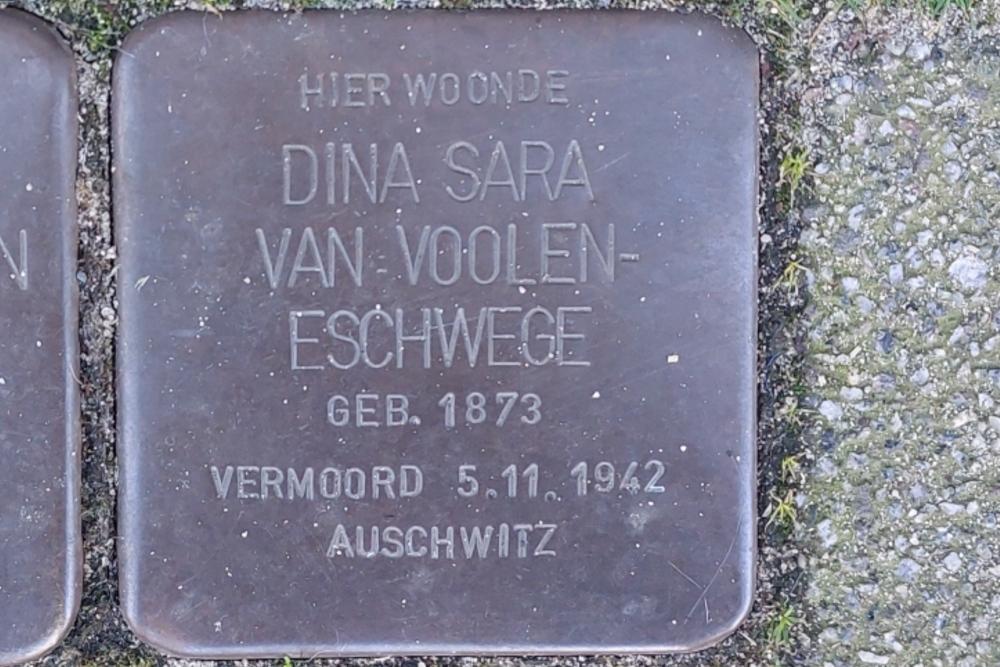 HIER WOONDE
DINA SARA
VAN VOOLEN-
ESCHWEGE
GEB. 1873
VERMOORD 5.11.1942
AUSCHWITZ